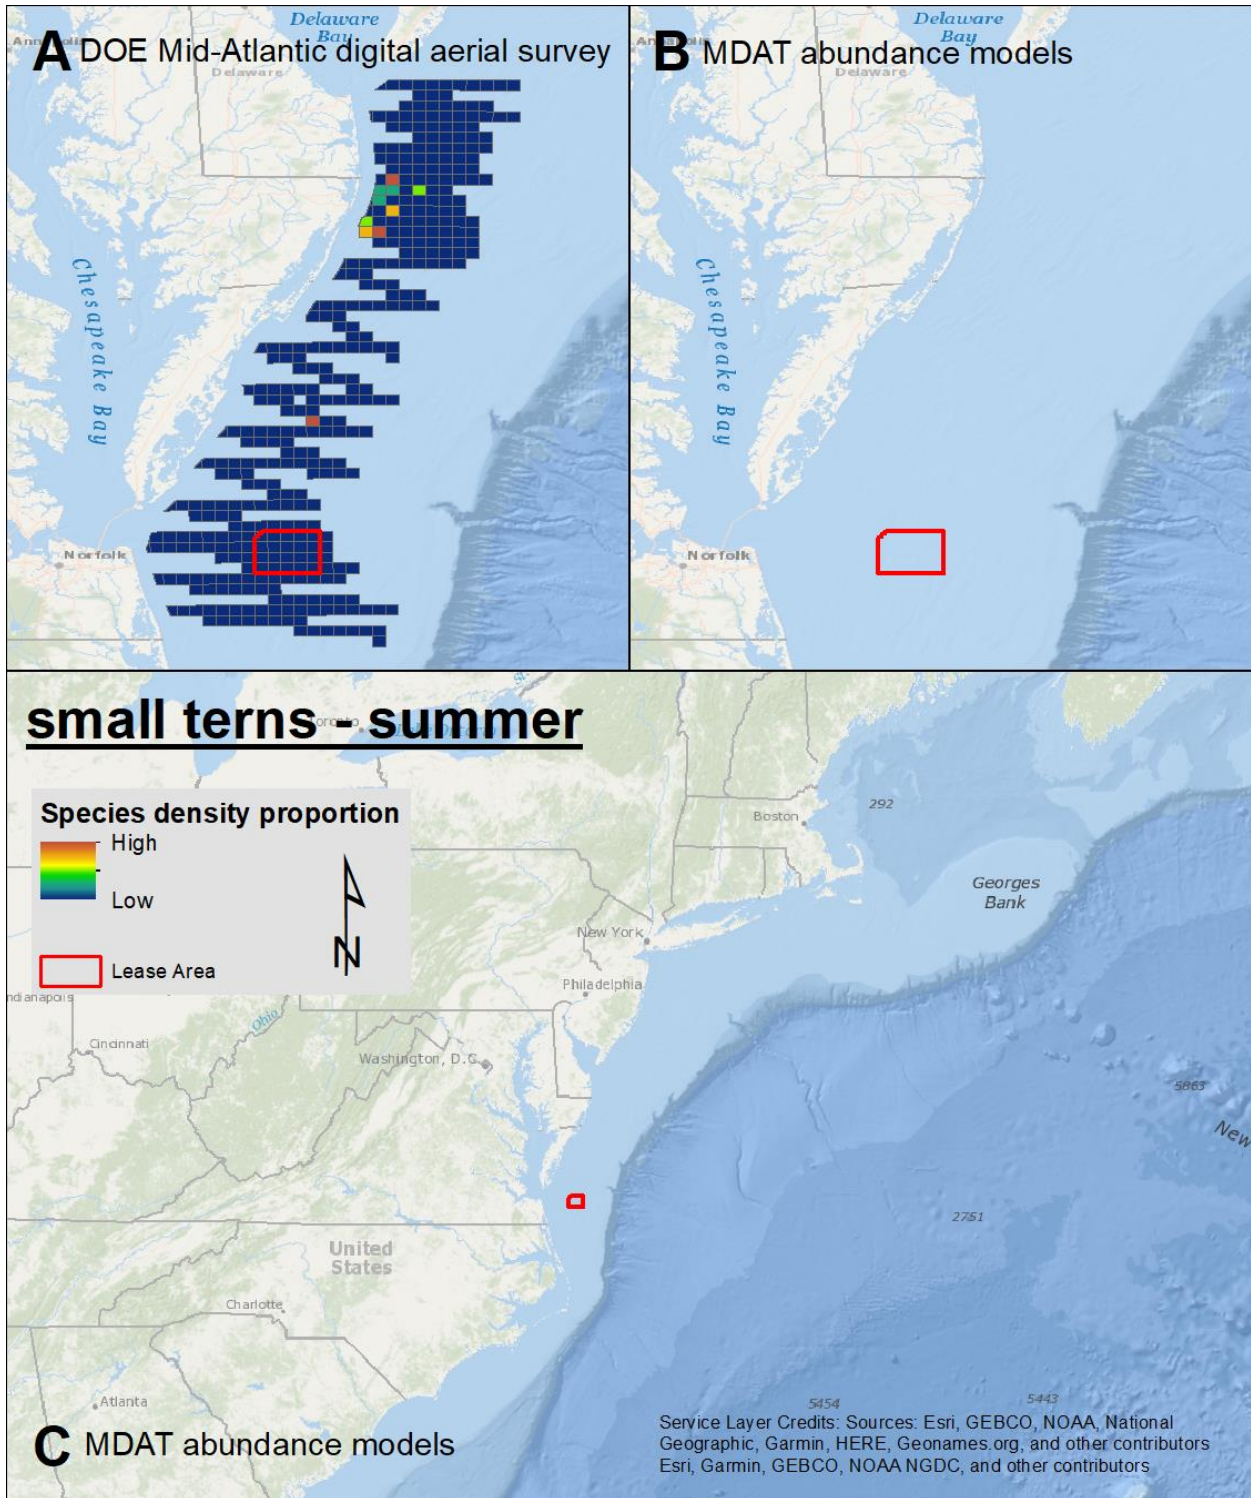 Delaware
Bay
A DOE Mid-Atlantic digital aerial survey
Delaware
Chesapeake Bay
Norfolk
Delaware
Bay
B MDAT abundance models
Delaware
Chesapeake Bay
Norfolk
small terns - summer
Toronto
Species density proportion
High
Low
N
Lease Area
292
Boston
Georges
Bank
New York
Philadelphia
ndianapolis
Ohio
Cincinnati
Washington, D.C.
5863
New
2751
United
States
Charlotte
Atlanta
5454
5443
C MDAT abundance models
Service Layer Credits: Sources: Esri, GEBCO, NOAA, National
Geographic, Garmin, HERE, Geonames.org, and other contributors
Esri, Garmin, GEBCO, NOAA NGDC, and other contributors